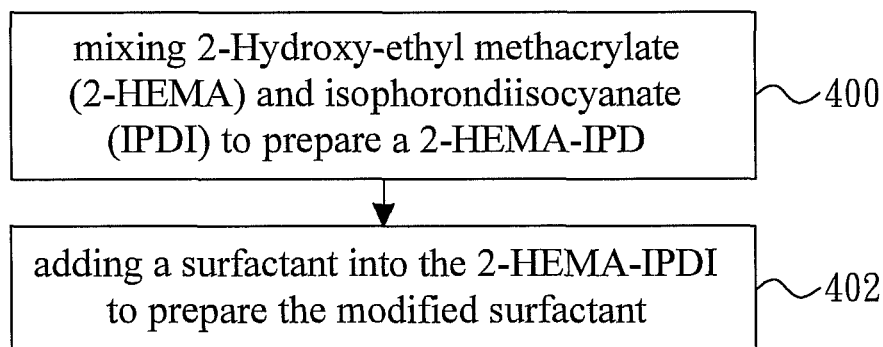 mixing 2-Hydroxy-ethyl methacrylate
(2-HEMA) and isophorondiisocyanate
(IPDI) to prepare a 2-HEMA-IPD
400
adding a surfactant into the 2-HEMA-IPDI
to prepare the modified surfactant
402